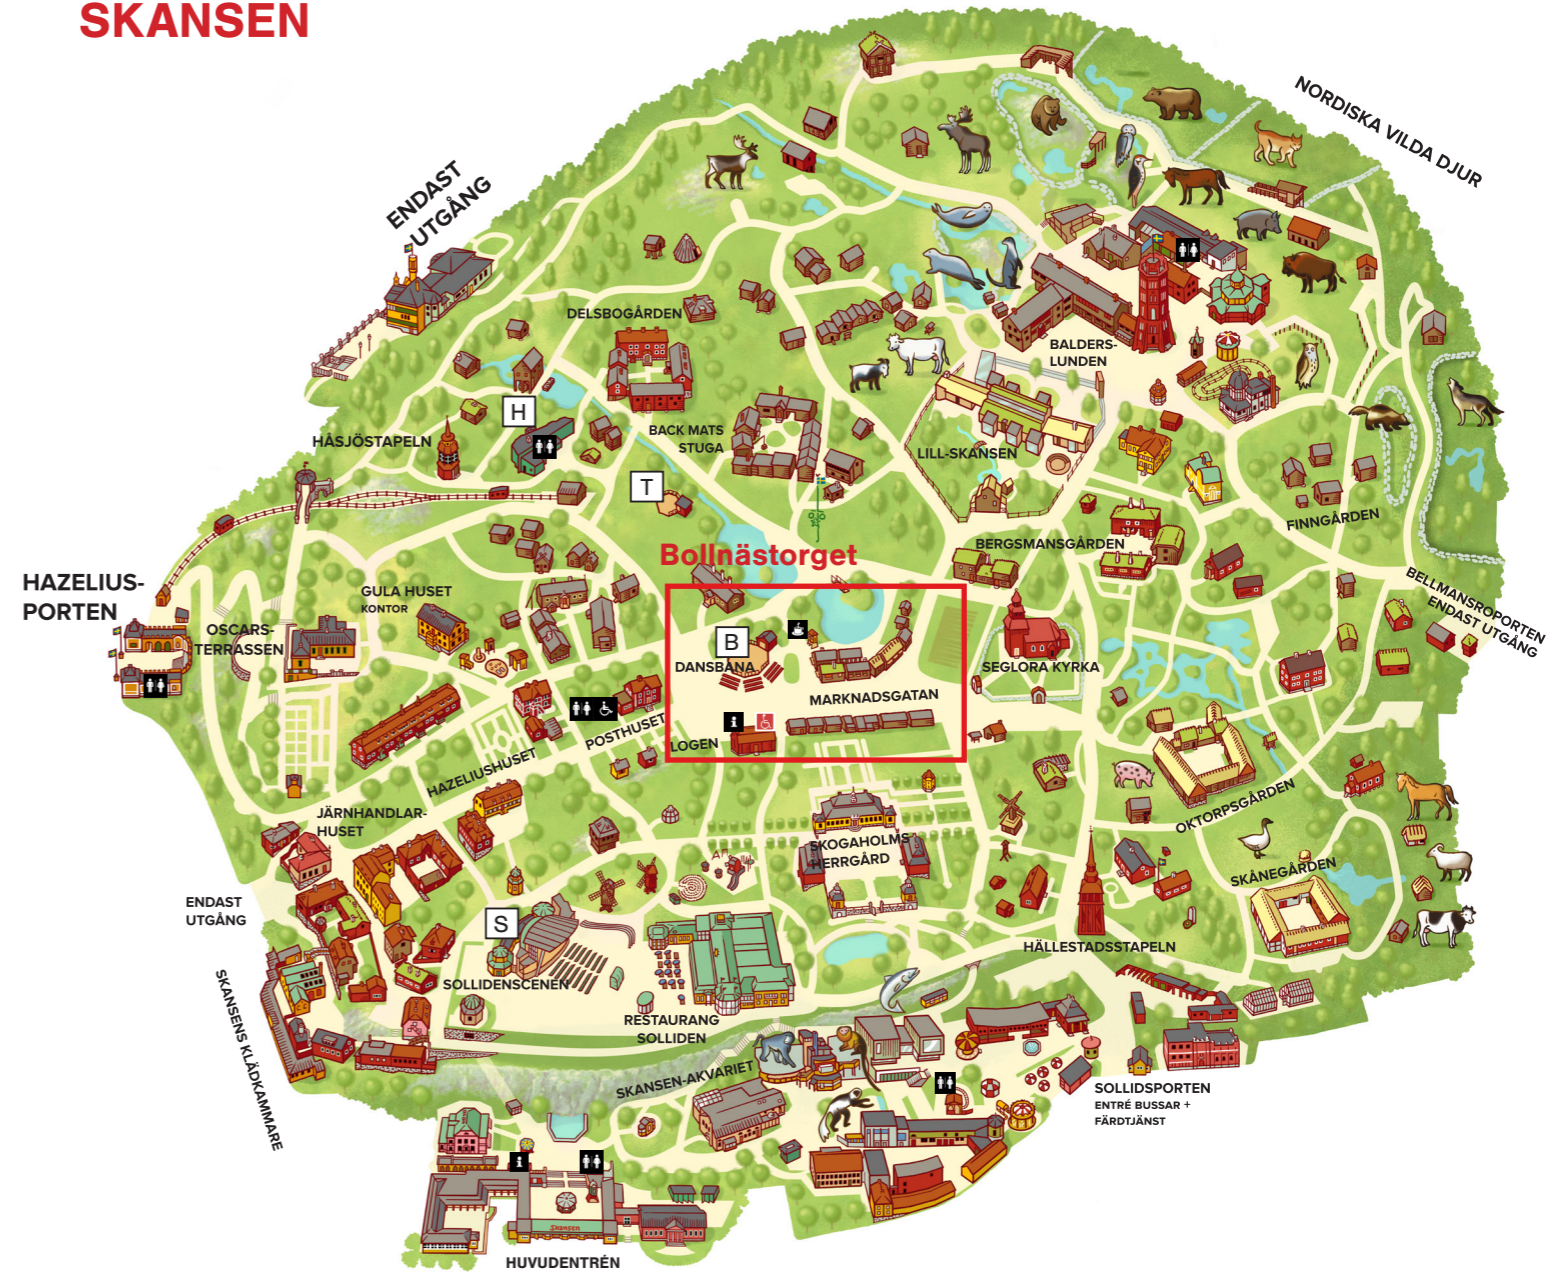 SKANSEN
NORDISKA VILDA DJUR
ENDAST
UTGÅNG
DELSBOGÅRDEN
BALDERS-
LUNDEN
H
HÅSJÖSTAPELN
BACK MATS
STUGA
LILL-SKANSEN
T
FINNGÅRDEN
BERGSMANSGÅRDEN
Bollnästorget
HAZELIUS-
PORTEN
GULA HUSET
KONTOR
BELLMANSROPORTEN
ENDAST UTGÅNG
OSCARS-
TERRASSEN
B
DANSBANA
SEGLORA KYRKA
MARKNADSGATAN
POSTHUSET
LOGEN
i
HAZELIUSHUSET
OKTORPSGÅRDEN
JÄRNHANDLAR-
HUSET
SKOGAHOLMS
HERRGÅRD
SKÅNEGÅRDEN
ENDAST
UTGÅNG
S
HÄLLESTADSSTAPELN
SOLLIDENSCENEN
SKANSENS KLÄDKAMMARE
RESTAURANG
SOLLIDEN
SKANSEN-AKVARIET
SOLLIDSPORTEN
ENTRÉ BUSSAR +
FÄRDTJÄNST
i
SKANSEN
HUVUDENTRÉN